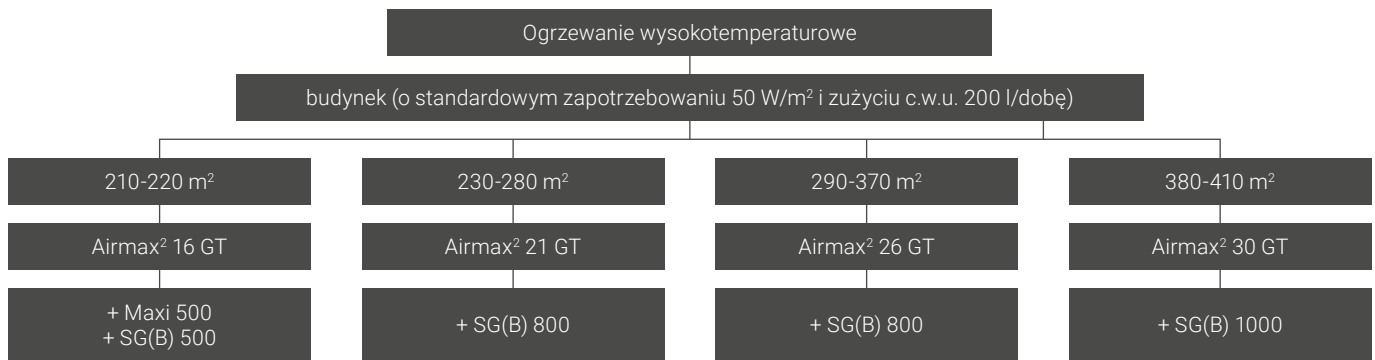 Ogrzewanie wysokotemperaturowe
budynek (o standardowym zapotrzebowaniu 50 W/m² i zużyciu c.w.u. 200 l/dobę)
210-220 m²
230-280 m²
290-370 m²
380-410 m²
Airmax² 16 GT
Airmax² 21 GT
Airmax² 26 GT
Airmax² 30 GT
+ Maxi 500
+ SG(B) 500
+ SG(B) 800
+ SG(B) 800
+ SG(B) 1000